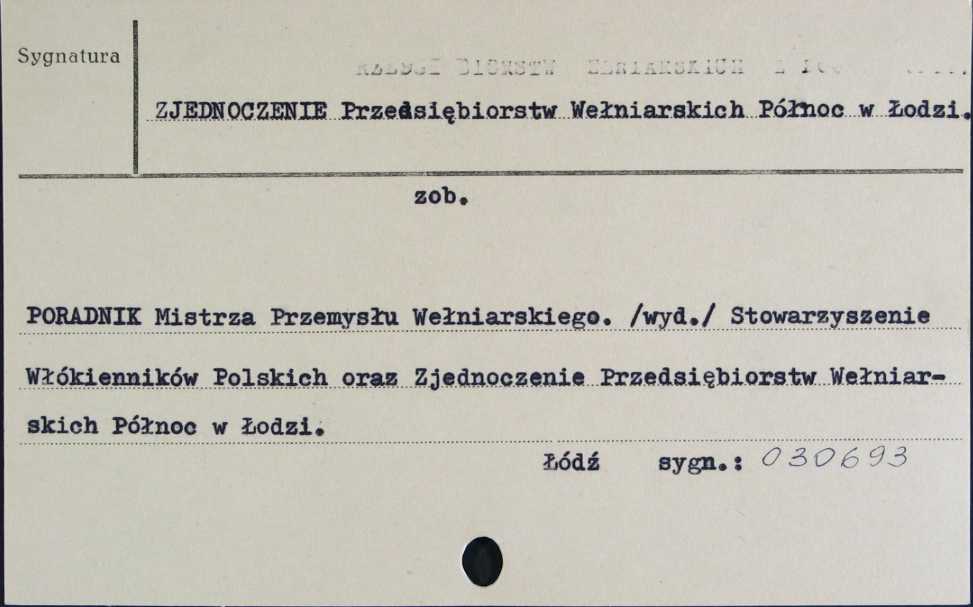 Sygnatura
ZJEDNOCZENIE Przedsiębiorstw Wełniarskich Północ w Łodzi.
zob.
PORADNIK Mistrza Przemysłu Wełniarskiego. /wyd./ Stowarzyszenie
Włókienników Polskich oraz Zjednoczenie Przedsiębiorstw Wełniar-
skich Północ w Łodzi.
Łódź sygn.: 030693